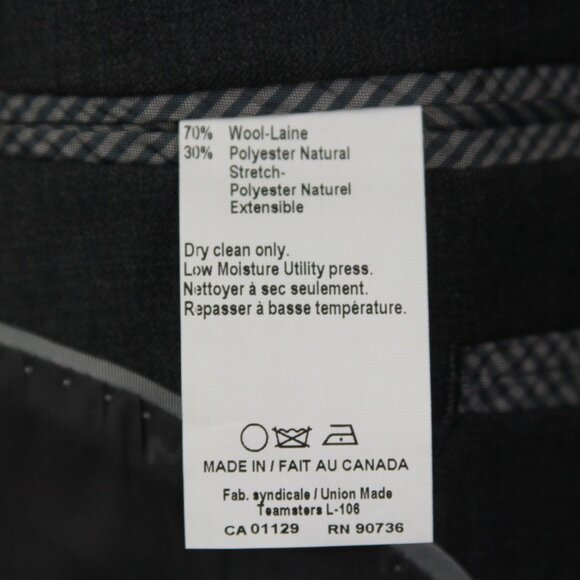 70% Wool-Laine
30% Polyester Natural
Stretch-
Polyester Naturel
Extensible
Dry clean only.
Low Moisture Utility press.
Nettoyer à sec seulement.
Repasser à basse température.
MADE IN / FAIT AU CANADA
Fab. syndicale / Union Made
Teamsters L-106
CA 01129 RN 90736